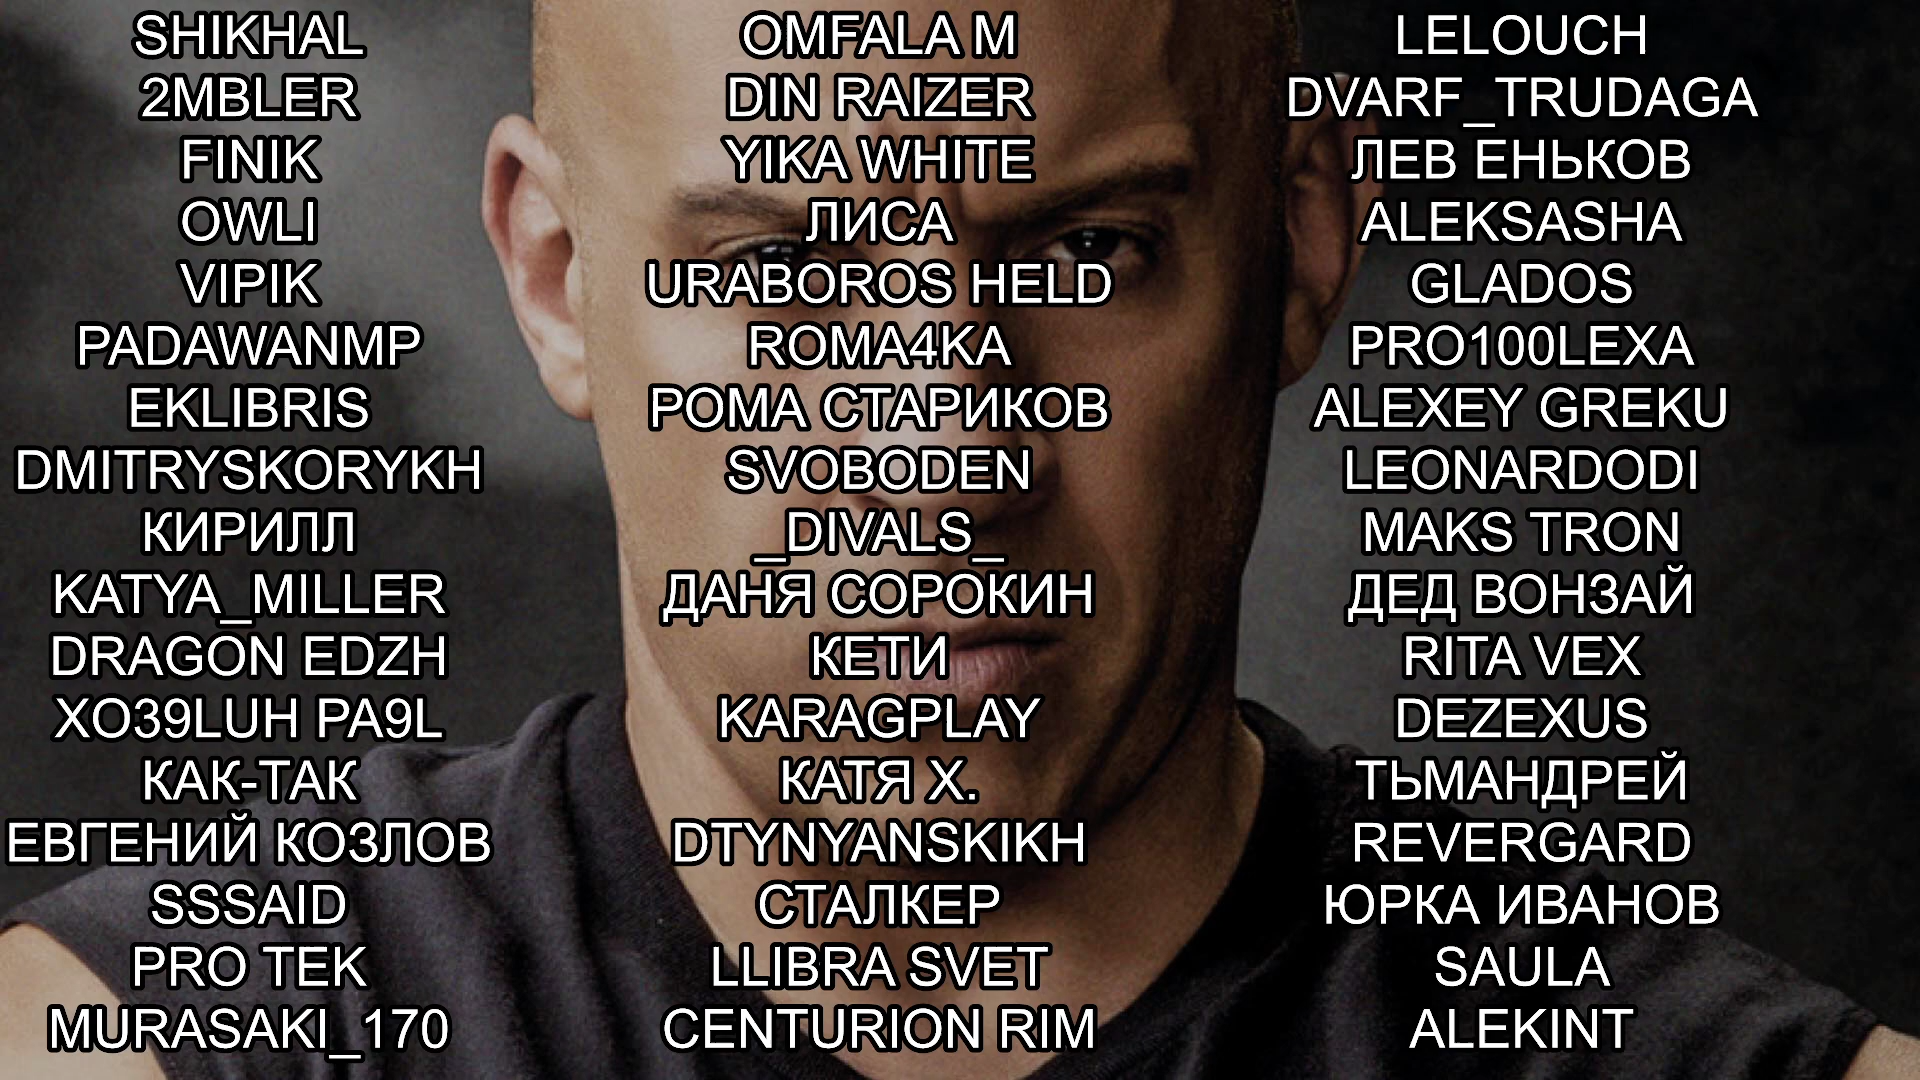 SHIKHAL
2MBLER
FINIK
OWLI
VIPIK
PADAWANMP
EKLIBRIS
DMITRYSKORYKH
КИРИЛЛ
KATYA_MILLER
DRAGON EDZH
XO39LUH PA9L
КАК-ТАК
ЕВГЕНИЙ КОЗЛОВ
SSSAID
PRO TEK
MURASAKI_170
OMFALA M
DIN RAIZER
YIKA WHITE
ЛИСА
URABOROS HELD
ROMA4KA
РОМА СТАРИКОВ
SVOBODEN
_DIVALS_
ДАНЯ СОРОКИН
КЕТИ
KARAGPLAY
КАТЯ Х.
DTYNYANSKIKH
СТАЛКЕР
LLIBRA SVET
CENTURION RIM
LELOUCH
DVARF_TRUDAGA
ЛЕВ ЕНЬКОВ
ALEKSASHA
GLADOS
PRO100LEXA
ALEXEY GREKU
LEONARDODI
MAKS TRON
ДЕД ВОНЗАЙ
RITA VEX
DEZEXUS
ТЬМАНДРЕЙ
REVERGARD
ЮРКА ИВАНОВ
SAULA
ALEKINT